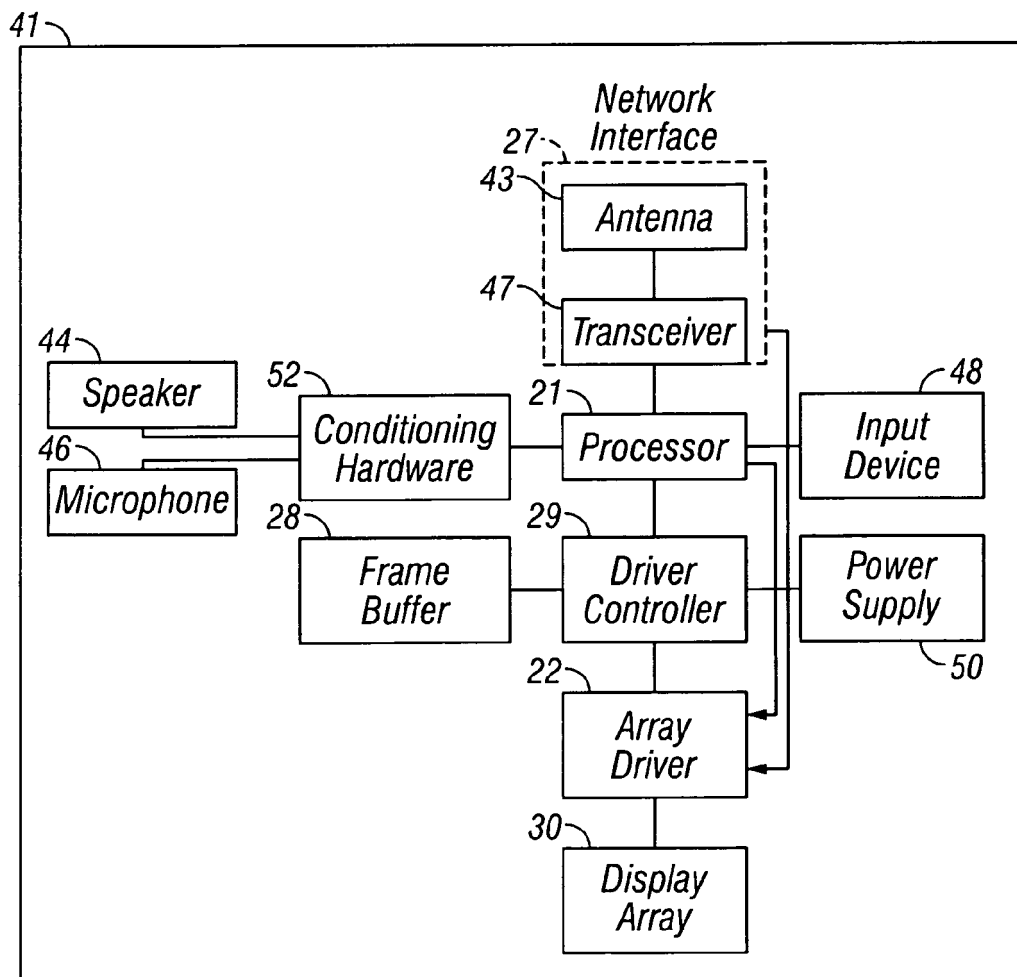 41
Network
Interface
27
43
Antenna
47
Transceiver
44
Speaker
52
Conditioning
Hardware
21
Processor
48
Input
Device
46
Microphone
28
Frame
Buffer
29
Driver
Controller
Power
Supply
50
22
Array
Driver
30
Display
Array